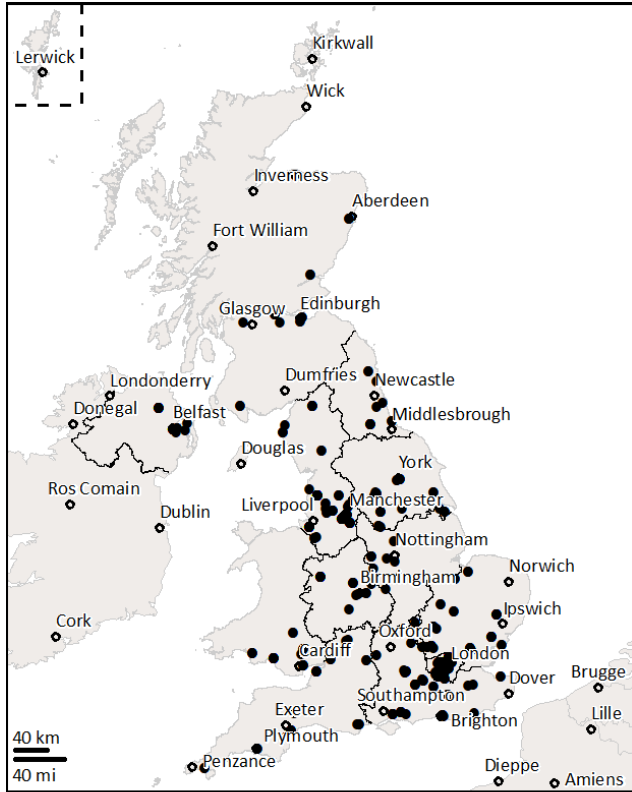 Lerwick
Kirkwall
Wick
Inverness
Aberdeen
Fort William
Glasgow
Edinburgh
Dumfries
Londonderry
Newcastle
Donegal
Belfast
Middlesbrough
Douglas
York
Ros Comain
Liverpool
Manchester
Dublin
Nottingham
Birmingham
Norwich
Ipswich
Cork
Oxford
Cardiff
London
Southampton
Dover
Brugge
Exeter
Brighton
Lille
Plymouth
40 km
40 mi
Penzance
Dieppe
Amiens